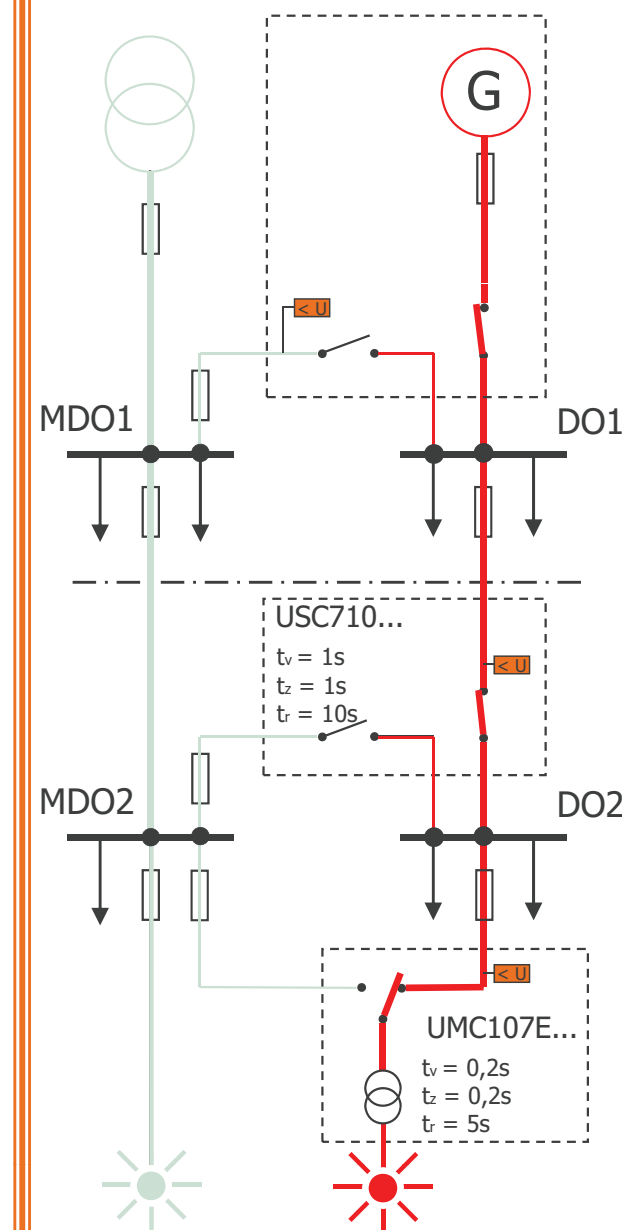 G
< U
MDO1
DO1
USC710...
tv = 1s
tz = 1s
tr = 10s
< U
MDO2
DO2
< U
UMC107E...
tv = 0,2s
tz = 0,2s
tr = 5s